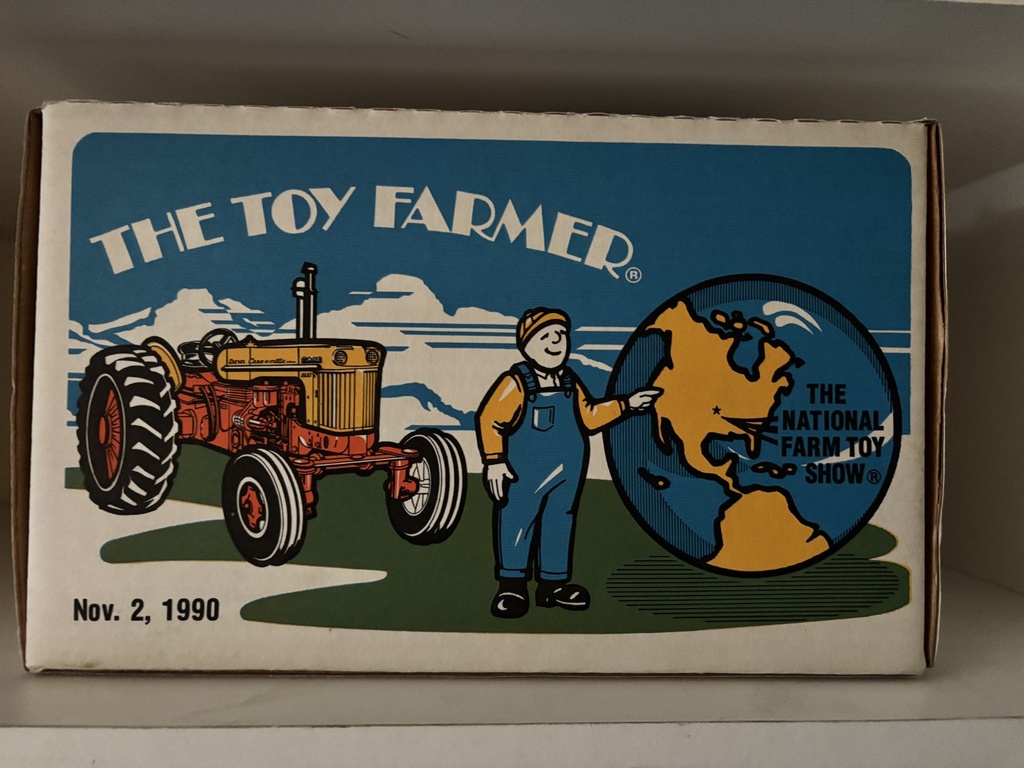 THE TOY FARMER®
THE
NATIONAL
FARM TOY
SHOW®
Nov. 2, 1990